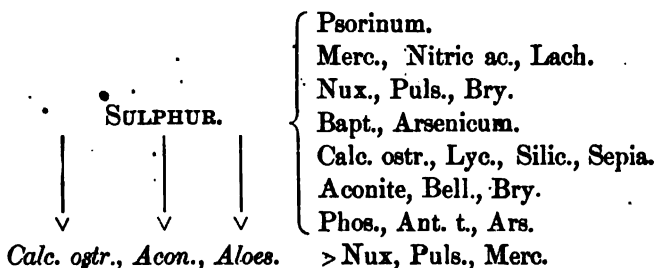 Psorinum.
Merc., Nitric ac., Lach.
Nux., Puls., Bry.
SULPHUR.
Bapt., Arsenicum.
Calc. ostr., Lyc., Silic., Sepia.
Aconite, Bell., Bry.
Phos., Ant. t., Ars.
Calc. ostr., Acon., Aloes. >Nux, Puls., Merc.